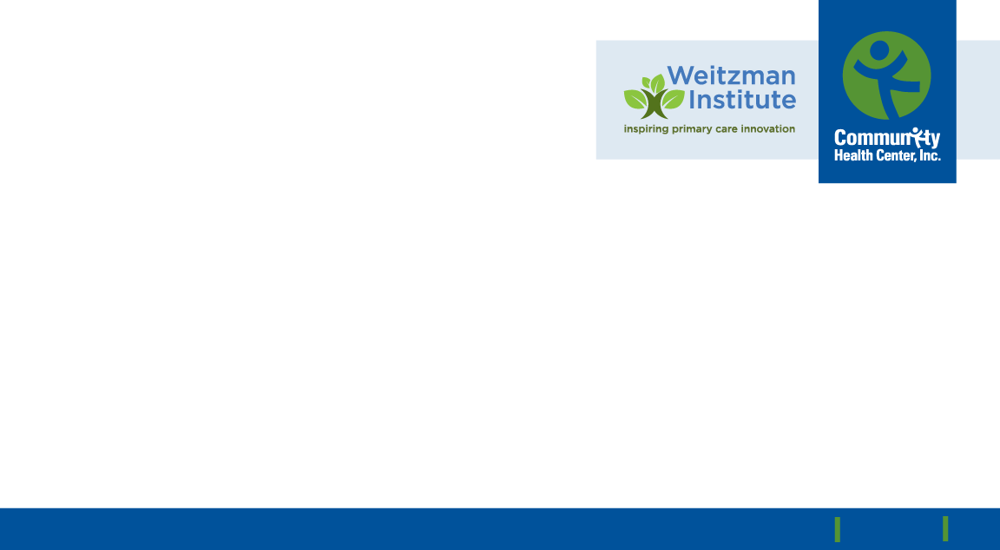 Weitzman
Institute
inspiring primary care innovation
Community
Health Center, Inc.